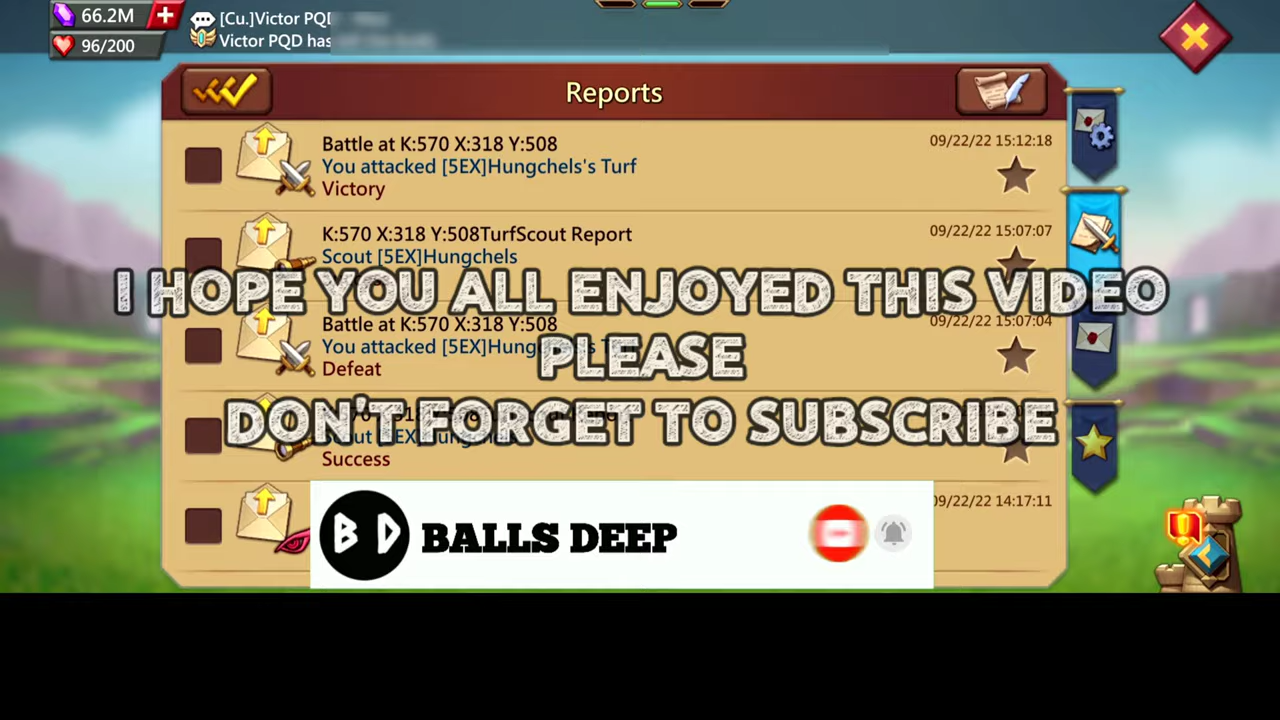 66.2M
[Cu.]Victor PQD
96/200
Victor PQD has
Reports
Battle at K:570 X:318 Y:508
09/22/22 15:12:18
You attacked [5EX]Hungchels's Turf
Victory
K:570 X:318 Y:508TurfScout Report
09/22/22 15:07:07
Scout [5EX]Hungchels
I HOPE YOU ALL ENJOYED THIS VIDEO
Battle at K:570 X:318 Y:508
09/22/22 15:07:04
You attacked [5EX]Hung
PLEASE
Defeat
DON'T FORGET TO SUBSCRIBE
Scout
Success
09/22/22 14:17:11
B D BALLS DEEP